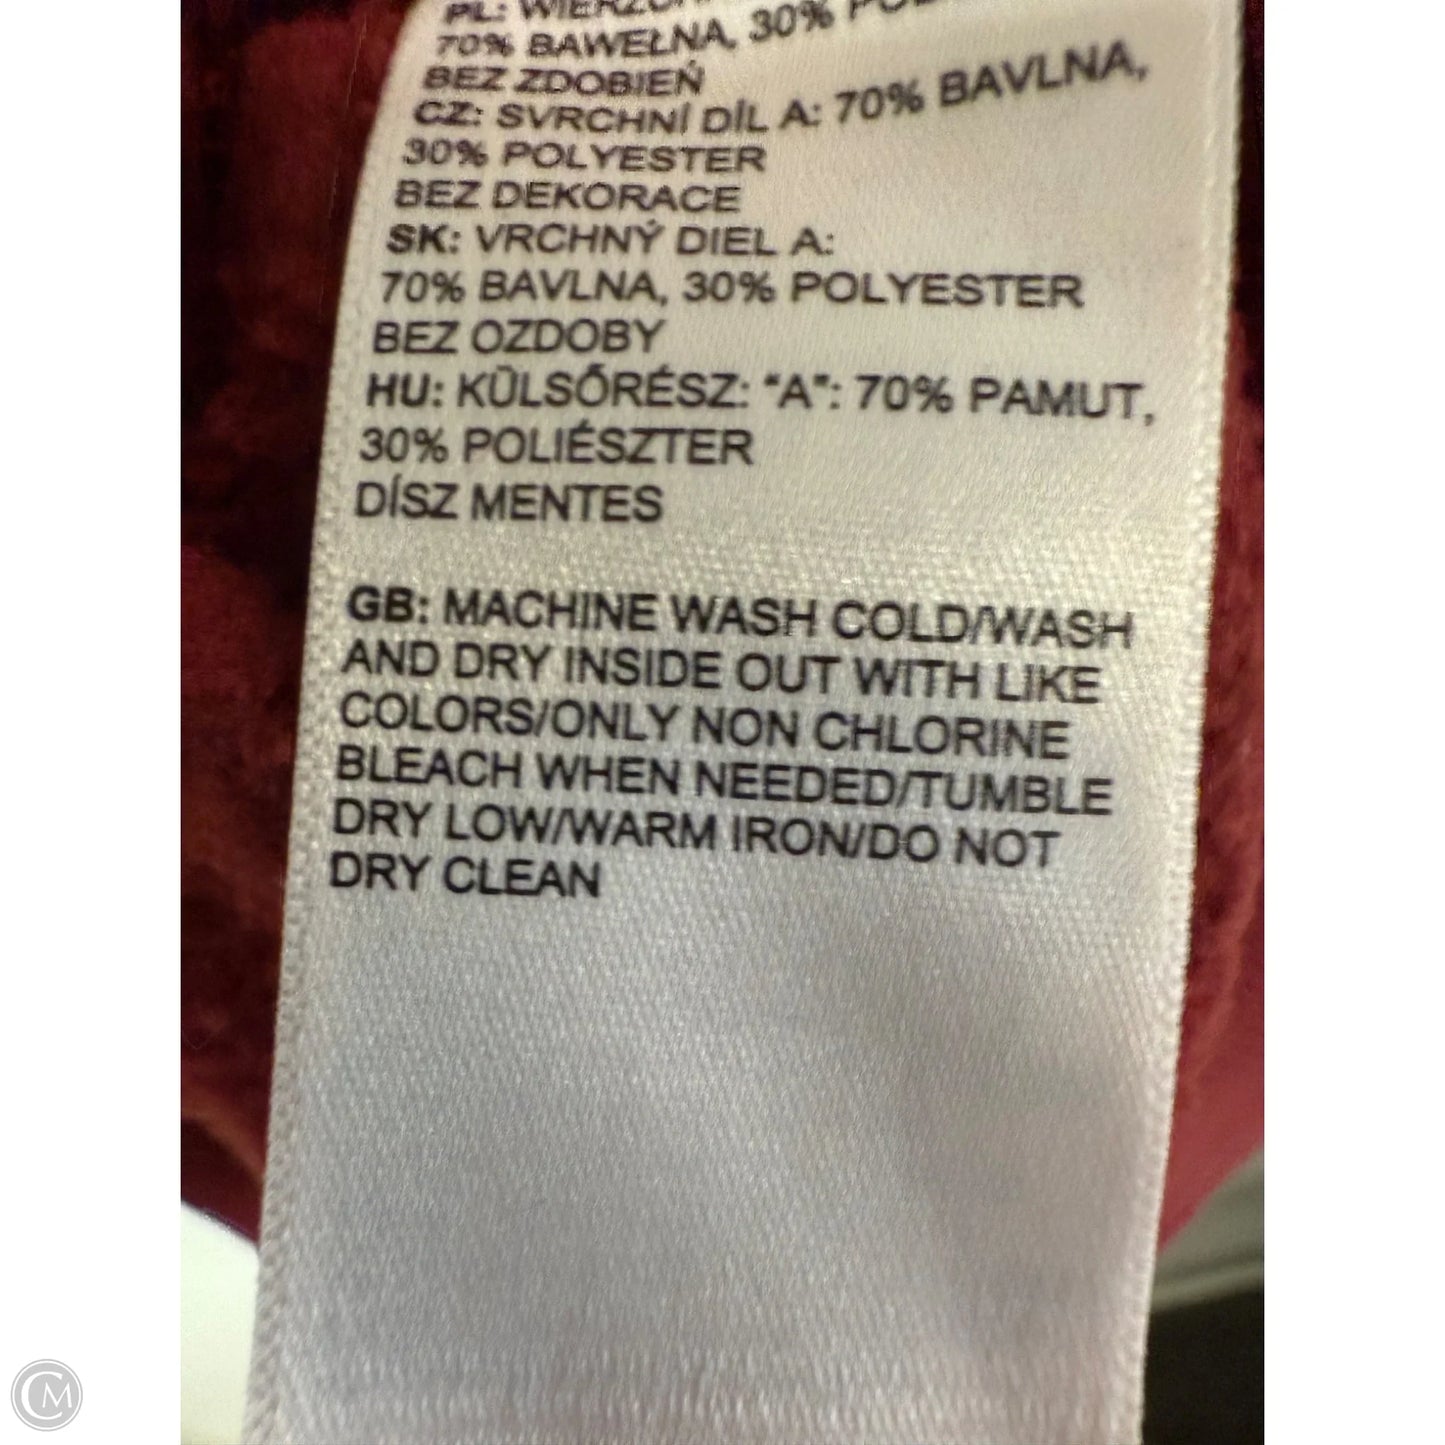 PL:
70% BAWEŁNA, 30%
BEZ ZDOBIEŃ
CZ: SVRCHNÍ DÍL A: 70% BAVLNA,
30% POLYESTER
BEZ DEKORACE
SK: VRCHNÝ DIEL A:
70% BAVLNA, 30% POLYESTER
BEZ OZDOBY
HU: KÜLSŐRÉSZ: "A": 70% PAMUT,
30% POLIÉSZTER
DÍSZ MENTES
GB: MACHINE WASH COLD/WASH
AND DRY INSIDE OUT WITH LIKE
COLORS/ONLY NON CHLORINE
BLEACH WHEN NEEDED/TUMBLE
DRY LOW/WARM IRON/DO NOT
DRY CLEAN
CM